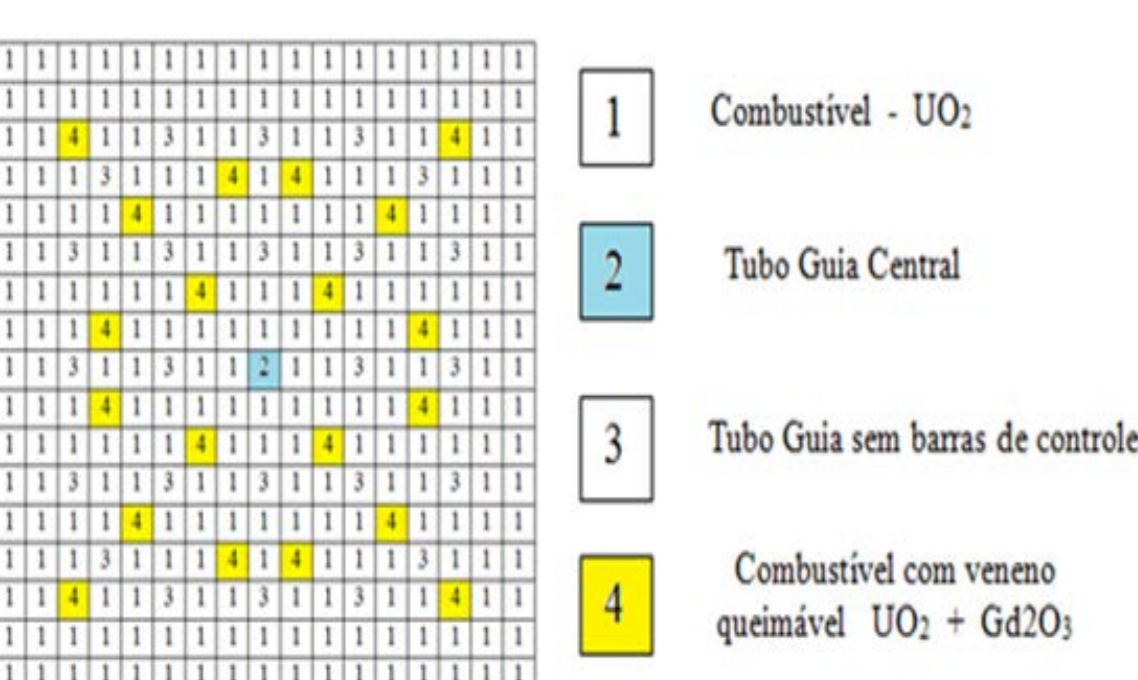 1 1 1 1 1 1 1 1 1 1 1 1 1 1 1 1 1
1 1 1 1 1 1 1 1 1 1 1 1 1 1 1 1 1
1 1 4 1 1 3 1 1 3 1 1 3 1 1 4 1 1
1 1 1 3 1 1 1 4 1 4 1 1 1 3 1 1 1
1 1 1 1 4 1 1 1 1 1 1 1 4 1 1 1 1
1 1 3 1 1 3 1 1 3 1 1 3 1 1 3 1 1
1 1 1 1 1 1 4 1 1 1 4 1 1 1 1 1 1
1 1 1 4 1 1 1 1 1 1 1 1 1 4 1 1 1
1 1 3 1 1 3 1 1 2 1 1 3 1 1 3 1 1
1 1 1 4 1 1 1 1 1 1 1 1 1 4 1 1 1
1 1 1 1 1 1 4 1 1 1 4 1 1 1 1 1 1
1 1 3 1 1 3 1 1 3 1 1 3 1 1 3 1 1
1 1 1 1 4 1 1 1 1 1 1 1 4 1 1 1 1
1 1 1 3 1 1 1 4 1 4 1 1 1 3 1 1 1
1 1 4 1 1 3 1 1 3 1 1 3 1 1 4 1 1
1 1 1 1 1 1 1 1 1 1 1 1 1 1 1 1 1
1 1 1 1 1 1 1 1 1 1 1 1 1 1 1 1 1
1 Combustível - UO2
2 Tubo Guia Central
3 Tubo Guia sem barras de controle
4 Combustível com veneno
queimável UO2 + Gd2O3